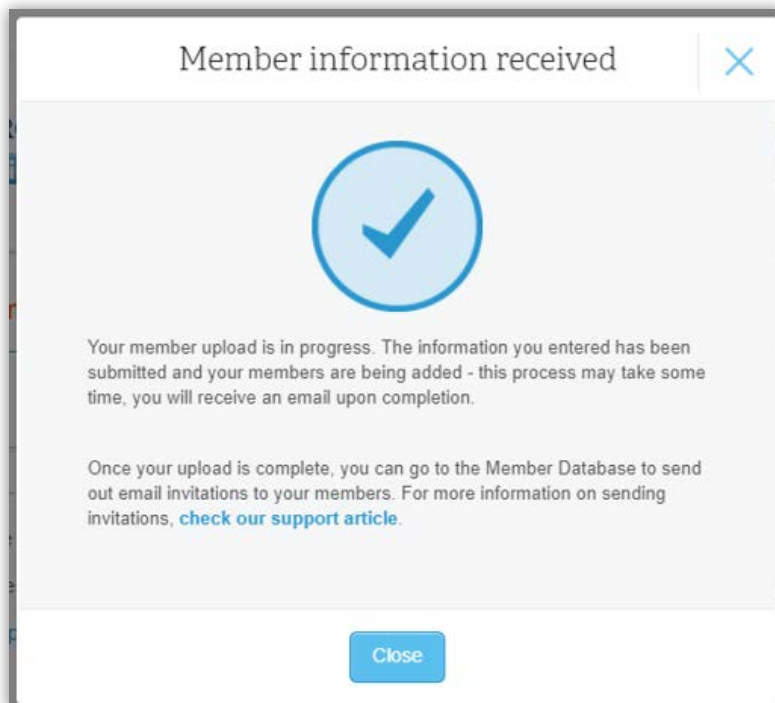 Member information received
Your member upload is in progress. The information you entered has been
submitted and your members are being added - this process may take some
time, you will receive an email upon completion.
Once your upload is complete, you can go to the Member Database to send
out email invitations to your members. For more information on sending
invitations, check our support article.
Close